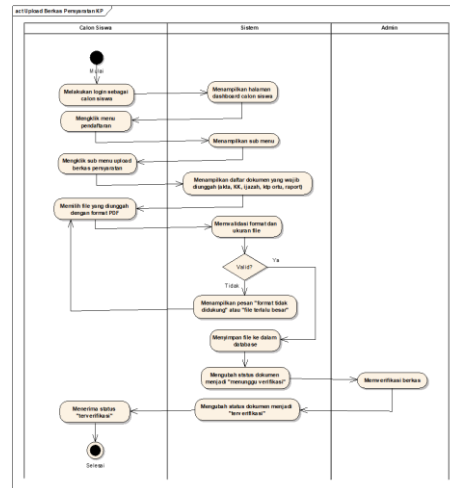 act Upload Berkas Persyaratan KP
Calon Siswa
Sistem
Admin
Mulai
Melakukan login sebagai
calon siswa
Menampilkan halaman
dashboard calon siswa
Mengklik menu
pendaftaran
Menampilkan sub menu
Mengklik sub menu upload
berkas persyaratan
Menampilkan daftar dokumen yang wajib
diunggah (akta, KK, ijazah, ktp ortu, raport)
Memilih file yang diunggah
dengan format PDF
Memvalidasi format dan
ukuran file
Valid?
Ya
Tidak
Menampilkan pesan "format tidak
didukung" atau "file terlalu besar"
Menyimpan file ke dalam
database
Mengubah status dokumen
menjadi "menunggu verifikasi"
Memverifikasi berkas
Menerima status
"terverifikasi"
Mengubah status dokumen menjadi
"terverifikasi"
Selesai